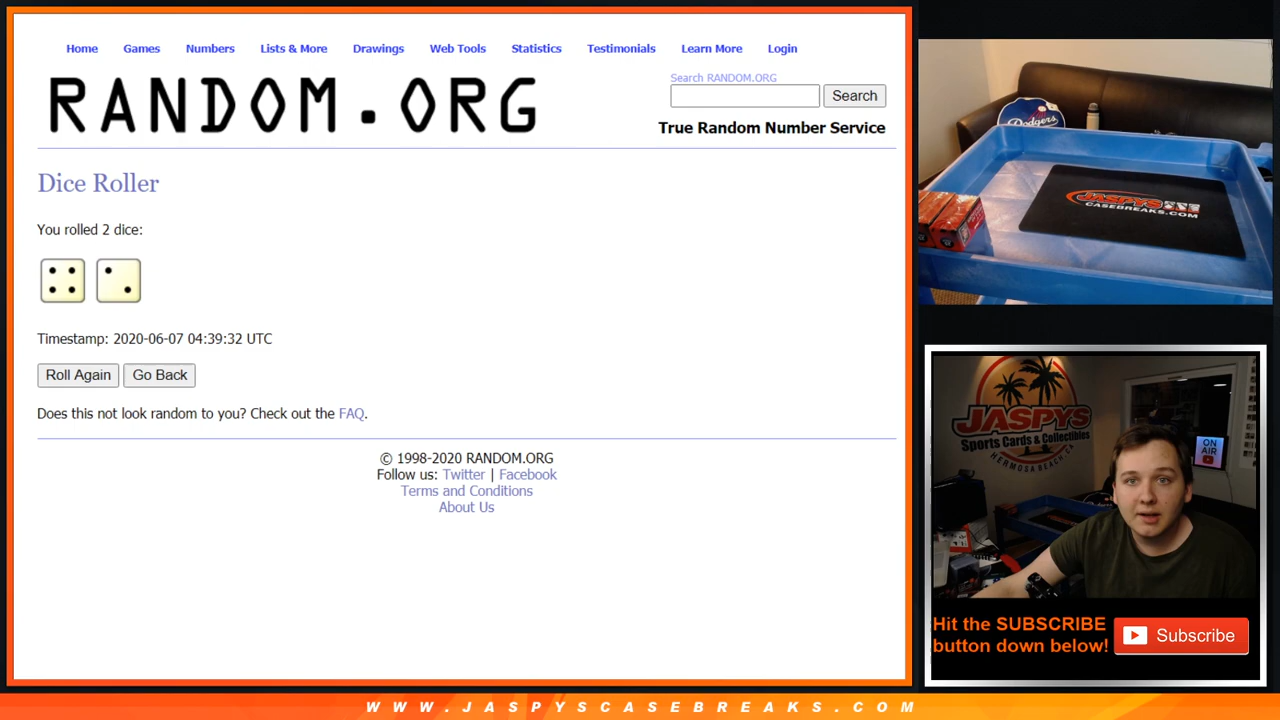 Home Games Numbers Lists & More Drawings Web Tools Statistics Testimonials Learn More Login
RANDOM.ORG
Search RANDOM.ORG
Search
True Random Number Service
Dice Roller
You rolled 2 dice:
Timestamp: 2020-06-07 04:39:32 UTC
Roll Again Go Back
Does this not look random to you? Check out the FAQ.
© 1998-2020 RANDOM.ORG
Follow us: Twitter | Facebook
Terms and Conditions
About Us
Dodgers
JASPYS
CASEBREAKS.COM
JASPYS
Sports Cards & Collectibles
HERMOSA BEACH, CA
ON
AIR
Hit the SUBSCRIBE
button down below!
Subscribe
WWW.JASPYSCASEBREAKS.COM